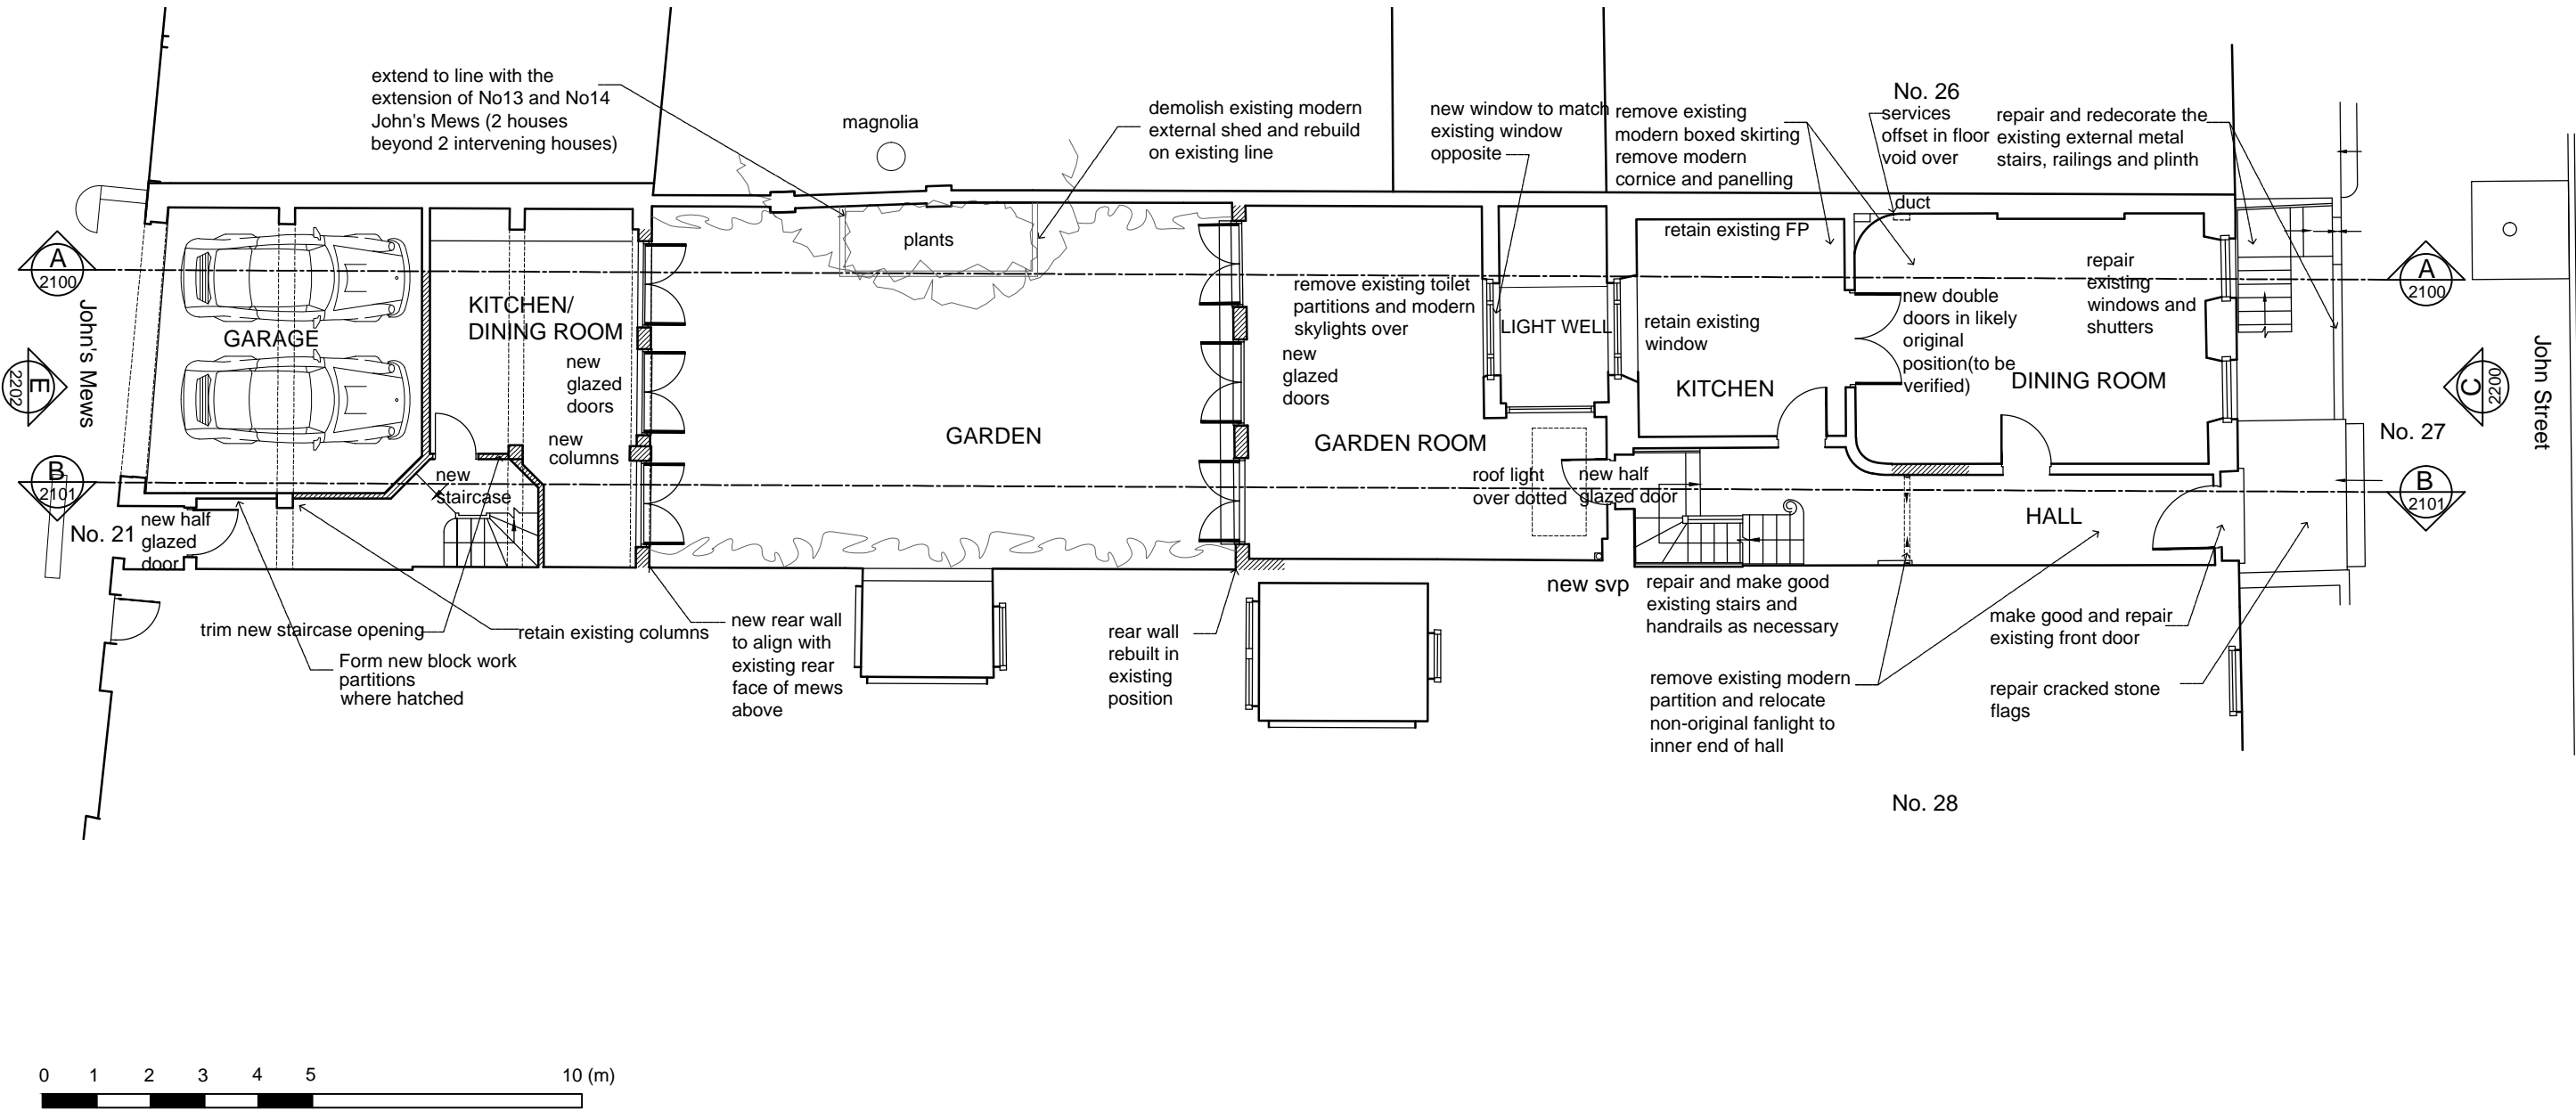 extend to line with the
extension of No13 and No14
John's Mews (2 houses
beyond 2 intervening houses)
magnolia
demolish existing modern
external shed and rebuild
on existing line
new window to match
existing window
opposite
remove existing
modern boxed skirting
remove modern
cornice and panelling
No. 26
services
offset in floor
void over
repair and redecorate the
existing external metal
stairs, railings and plinth
duct
plants
retain existing FP
A
2100
John's Mews
GARAGE
KITCHEN/
DINING ROOM
new
glazed
doors
new
columns
GARDEN
remove existing toilet
partitions and modern
skylights over
new
glazed
doors
GARDEN ROOM
LIGHT WELL
retain existing
window
KITCHEN
new double
doors in likely
original
position(to be
verified)
repair
existing
windows and
shutters
DINING ROOM
A
2100
E
2202
C
2200
John Street
No. 27
B
2101
No. 21
new half
glazed
door
new
staircase
roof light
over dotted
new half
glazed door
HALL
B
2101
new svp
repair and make good
existing stairs and
handrails as necessary
make good and repair
existing front door
trim new staircase opening
retain existing columns
Form new block work
partitions
where hatched
new rear wall
to align with
existing rear
face of mews
above
rear wall
rebuilt in
existing
position
remove existing modern
partition and relocate
non-original fanlight to
inner end of hall
repair cracked stone
flags
No. 28
0 1 2 3 4 5 10 (m)